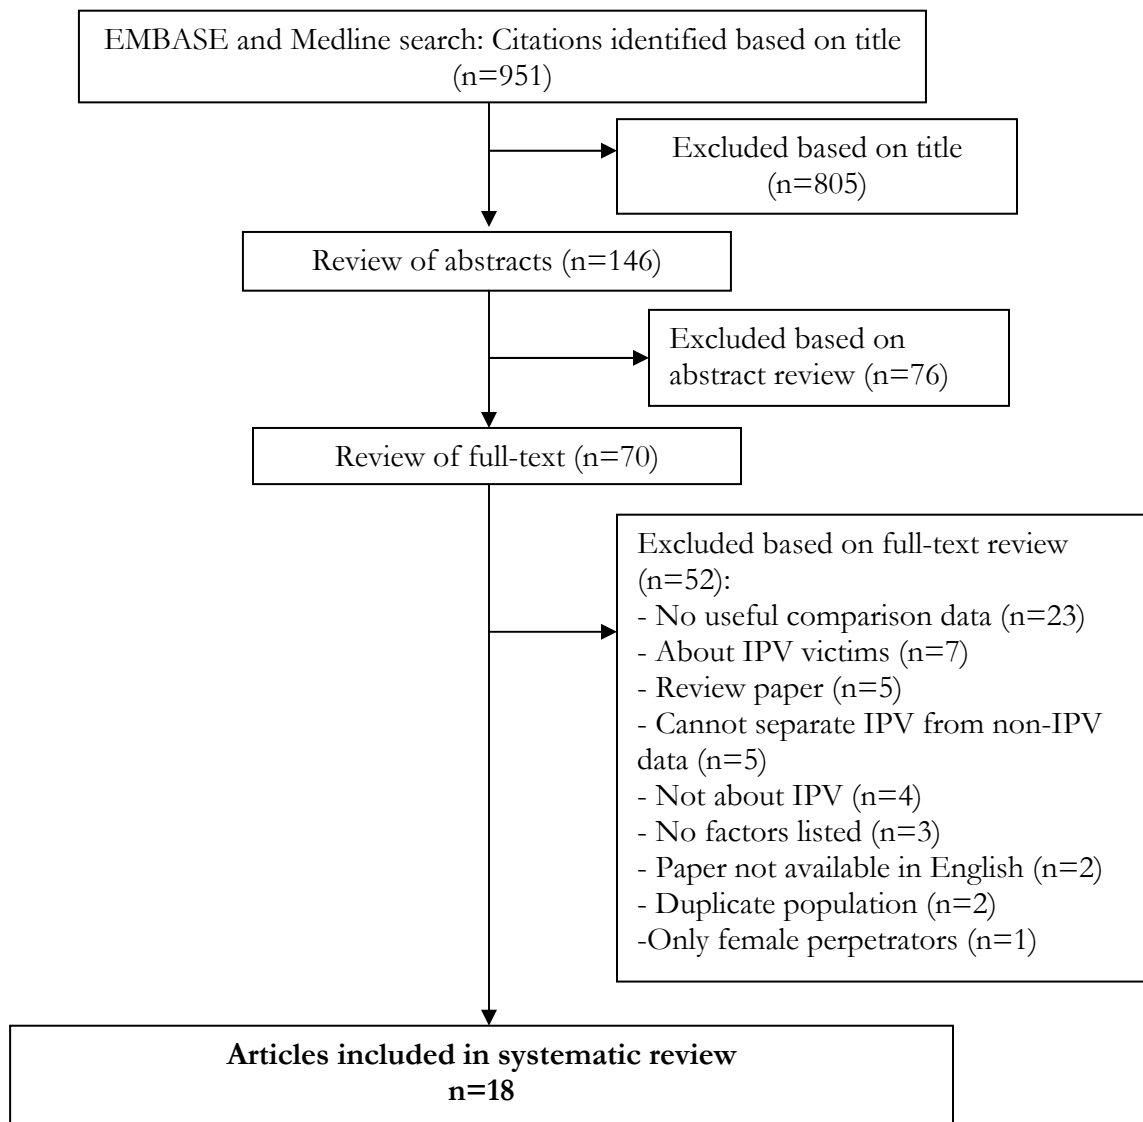 EMBASE and Medline search: Citations identified based on title
(n=951)
Excluded based on title
(n=805)
Review of abstracts (n=146)
Excluded based on
abstract review (n=76)
Review of full-text (n=70)
Excluded based on full-text review
(n=52):
- No useful comparison data (n=23)
- About IPV victims (n=7)
- Review paper (n=5)
- Cannot separate IPV from non-IPV
data (n=5)
- Not about IPV (n=4)
- No factors listed (n=3)
- Paper not available in English (n=2)
- Duplicate population (n=2)
-Only female perpetrators (n=1)
Articles included in systematic review
n=18